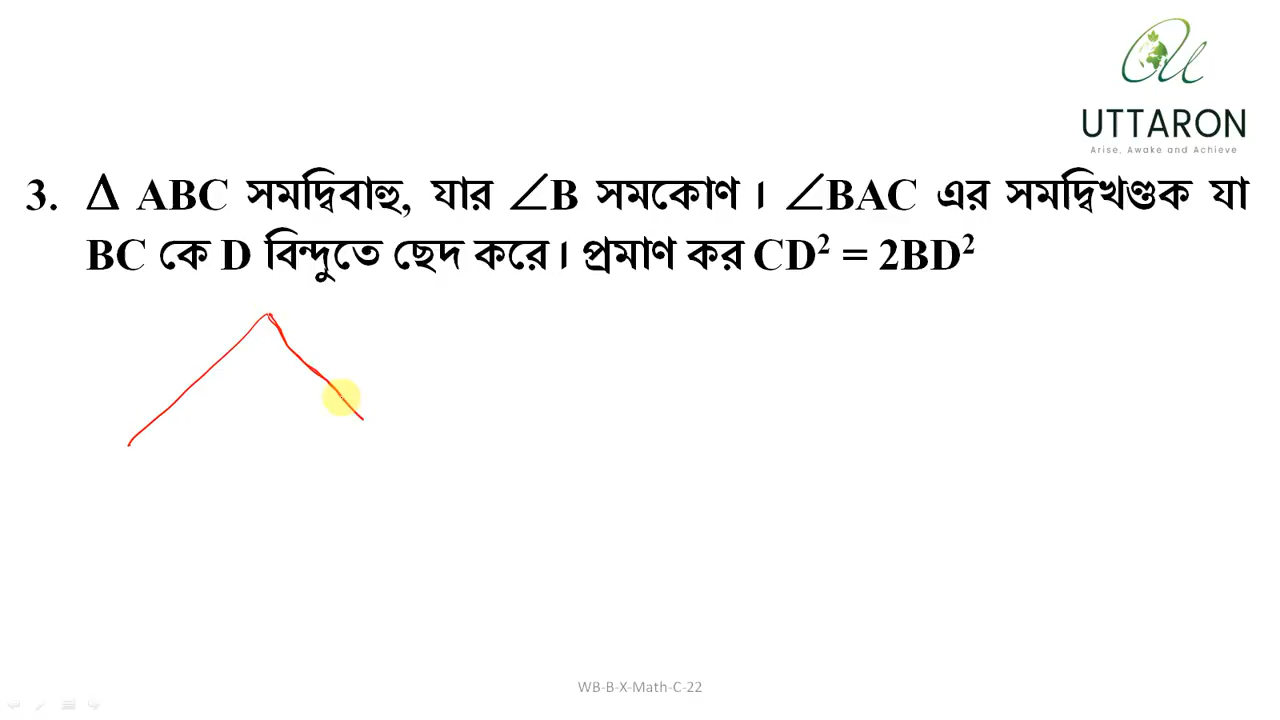 UTTARON
Arise, Awake and Achieve
3. Δ ABC সমদ্বিবাহু, যার ∠B সমকোণ। ∠BAC এর সমদ্বিখণ্ডক যা
BC কে D বিন্দুতে ছেদ করে। প্রমাণ কর CD² = 2BD²
WB-B-X-Math-C-22